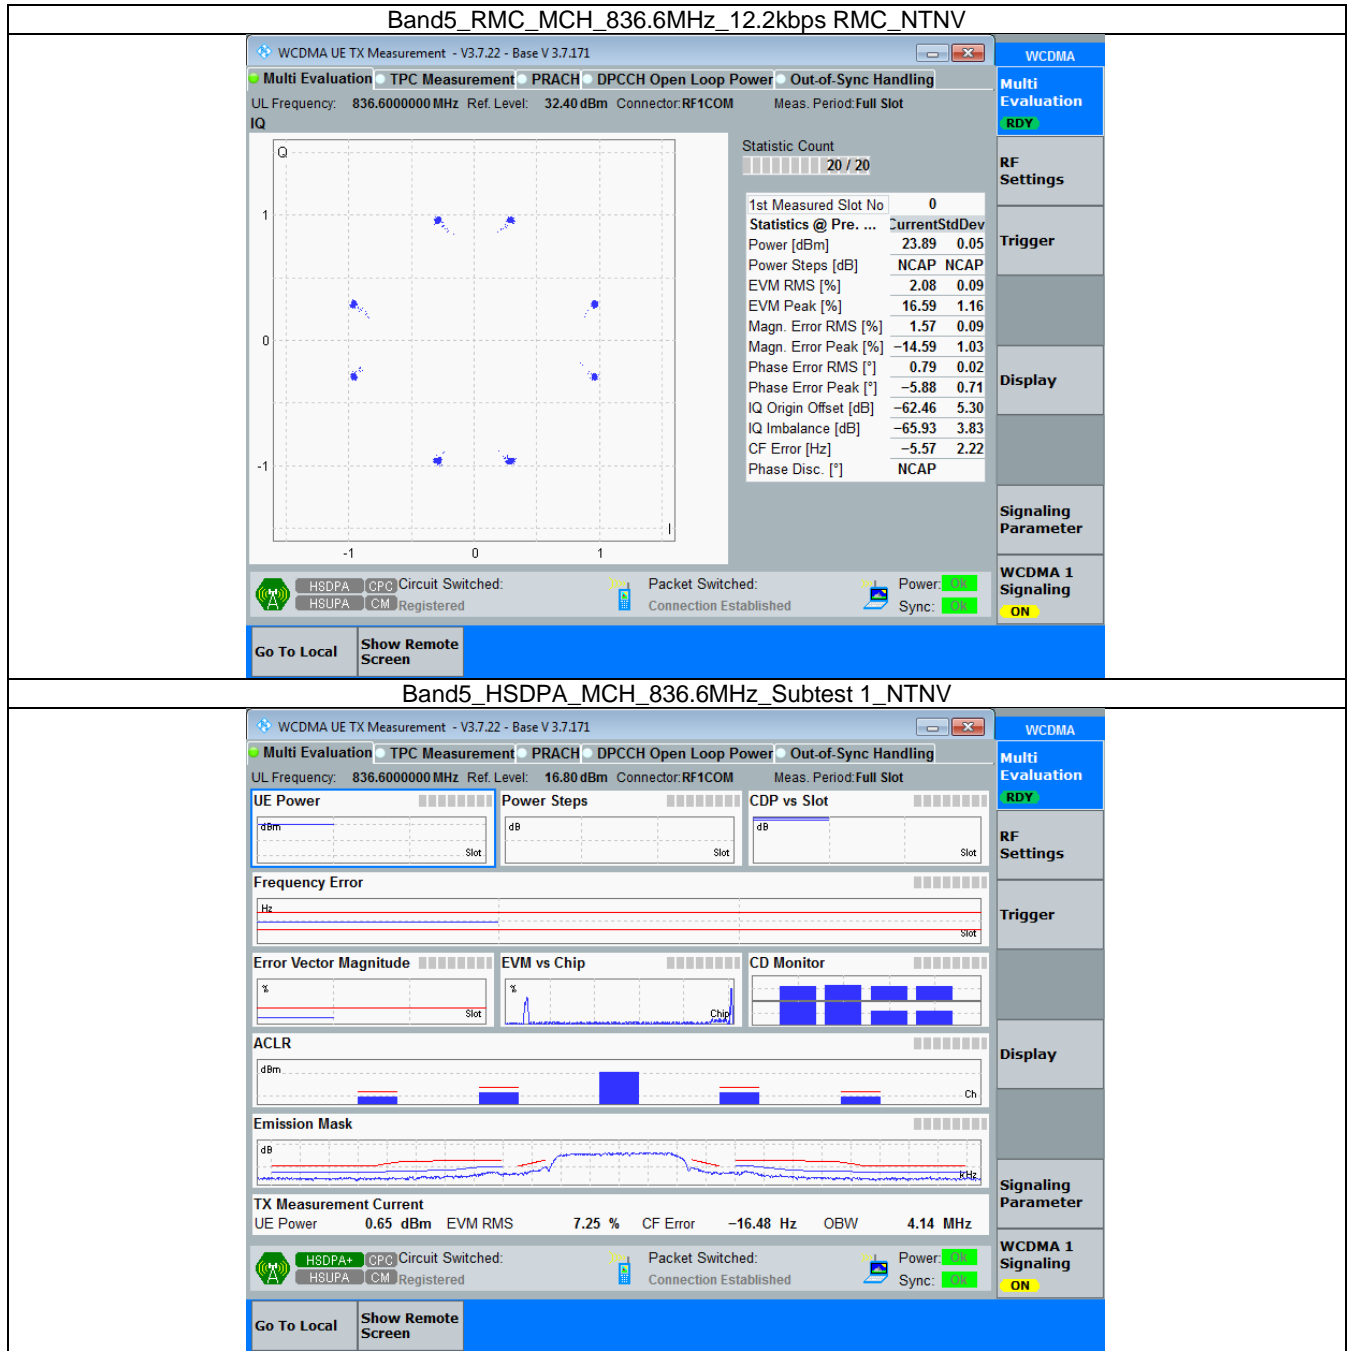 Band5_RMC_MCH_836.6MHz_12.2kbps RMC_NTNV
WCDMA UE TX Measurement - V3.7.22 - Base V 3.7.171
WCDMA
Multi Evaluation TPC Measurement PRACH DPCCH Open Loop Power Out-of-Sync Handling
Multi Evaluation
RDY
UL Frequency: 836.6000000 MHz Ref. Level: 32.40 dBm Connector: RF1COM Meas. Period: Full Slot
IQ
Q
1
0
-1
-1 0 1
I
Statistic Count
20 / 20
1st Measured Slot No 0
Statistics @ Pre. ... Current StdDev
Power [dBm] 23.89 0.05
Power Steps [dB] NCAP NCAP
EVM RMS [%] 2.08 0.09
EVM Peak [%] 16.59 1.16
Magn. Error RMS [%] 1.57 0.09
Magn. Error Peak [%] −14.59 1.03
Phase Error RMS [°] 0.79 0.02
Phase Error Peak [°] −5.88 0.71
IQ Origin Offset [dB] −62.46 5.30
IQ Imbalance [dB] −65.93 3.83
CF Error [Hz] −5.57 2.22
Phase Disc. [°] NCAP
RF Settings
Trigger
Display
Signaling Parameter
WCDMA 1 Signaling
ON
HSDPA CPC Circuit Switched: Packet Switched: Power: Ok
HSUPA CM Registered Connection Established Sync: Ok
Go To Local Show Remote Screen
Band5_HSDPA_MCH_836.6MHz_Subtest 1_NTNV
WCDMA UE TX Measurement - V3.7.22 - Base V 3.7.171
WCDMA
Multi Evaluation TPC Measurement PRACH DPCCH Open Loop Power Out-of-Sync Handling
Multi Evaluation
RDY
UL Frequency: 836.6000000 MHz Ref. Level: 16.80 dBm Connector: RF1COM Meas. Period: Full Slot
UE Power Power Steps CDP vs Slot
dBm dB dB
Slot Slot Slot
Frequency Error
Hz
Slot
Error Vector Magnitude EVM vs Chip CD Monitor
% %
Slot Chip
ACLR
dBm
Ch
Emission Mask
dB
kHz
TX Measurement Current
UE Power 0.65 dBm EVM RMS 7.25 % CF Error −16.48 Hz OBW 4.14 MHz
RF Settings
Trigger
Display
Signaling Parameter
WCDMA 1 Signaling
ON
HSDPA+ CPC Circuit Switched: Packet Switched: Power: Ok
HSUPA CM Registered Connection Established Sync: Ok
Go To Local Show Remote Screen